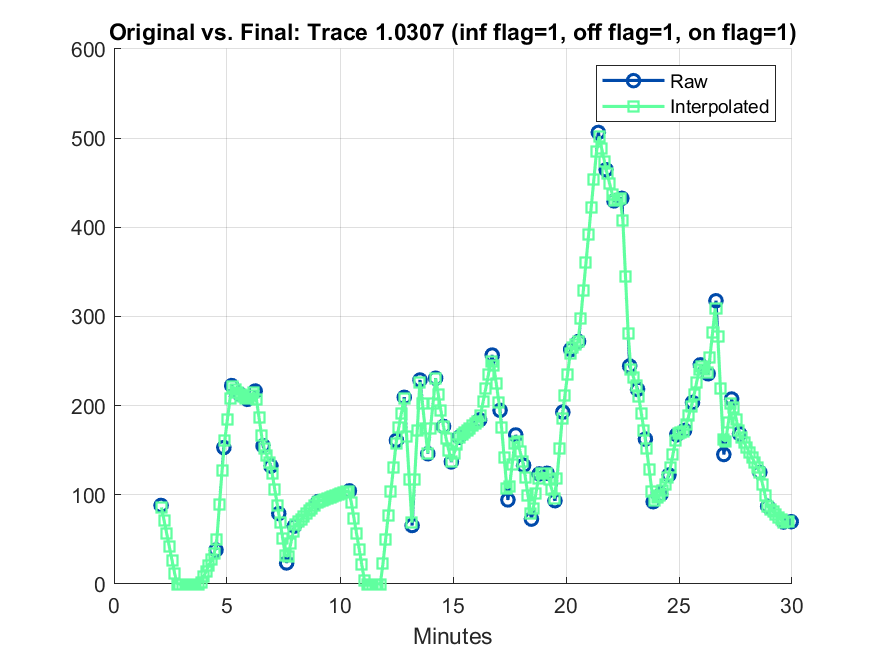 Original vs. Final: Trace 1.0307 (inf flag=1, off flag=1, on flag=1)
600
500
400
300
200
100
0
Raw
Interpolated
0 5 10 15 20 25 30
Minutes